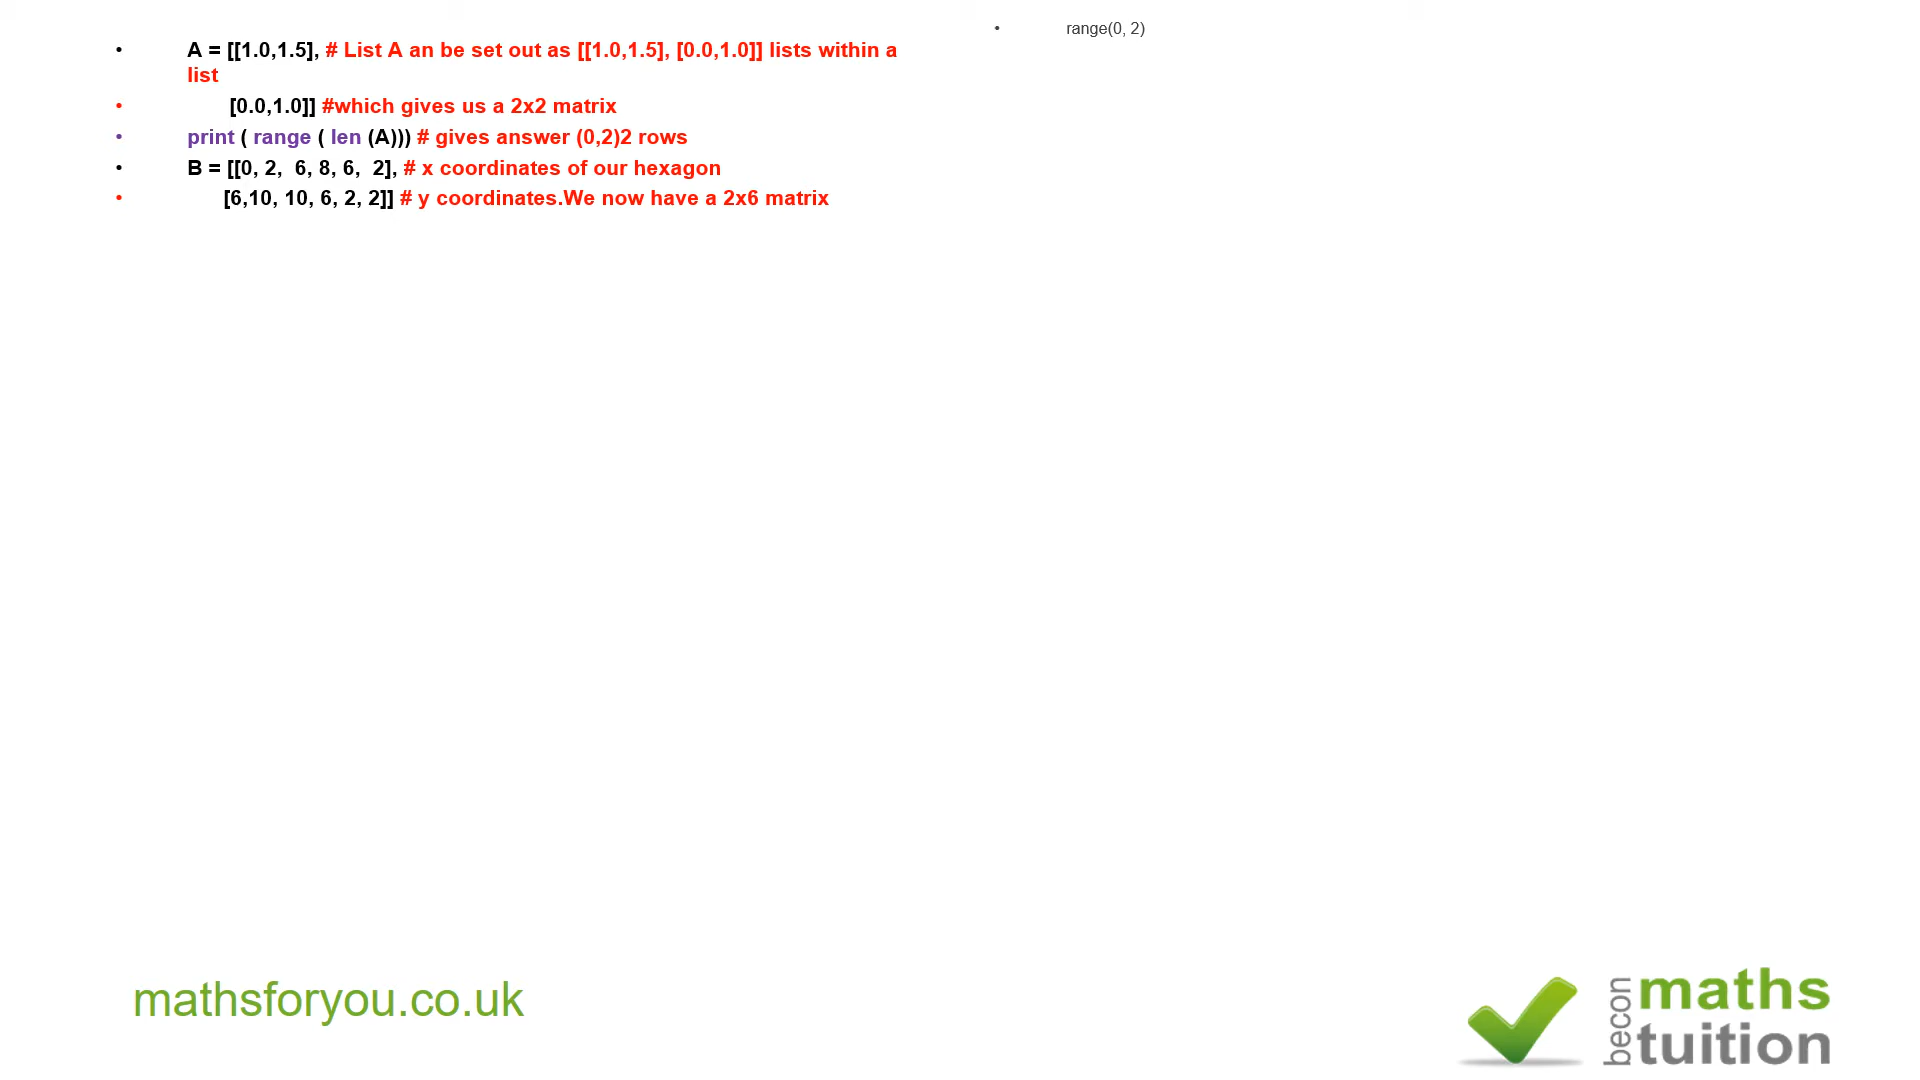 • A = [[1.0,1.5], # List A an be set out as [[1.0,1.5], [0.0,1.0]] lists within a
list
• [0.0,1.0]] #which gives us a 2x2 matrix
• print ( range ( len (A))) # gives answer (0,2)2 rows
• B = [[0, 2,  6, 8, 6,  2], # x coordinates of our hexagon
• [6,10, 10, 6, 2, 2]] # y coordinates.We now have a 2x6 matrix
• range(0, 2)
mathsforyou.co.uk
becon
maths
tuition